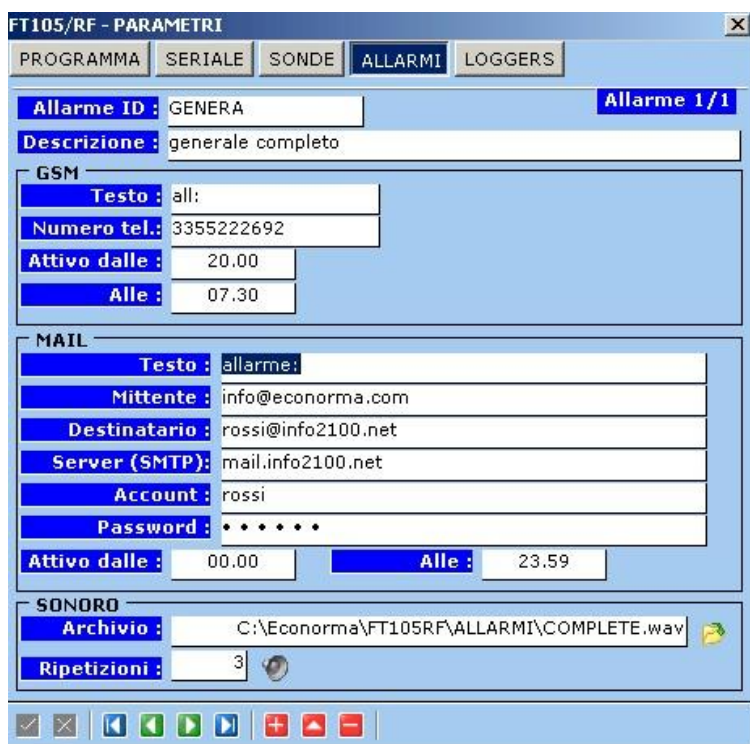 FT105/RF - PARAMETRI
PROGRAMMA SERIALE SONDE ALLARMI LOGGERS
Allarme 1/1
Allarme ID : GENERA
Descrizione : generale completo
GSM
Testo : all:
Numero tel.: 3355222692
Attivo dalle : 20.00
Alle : 07.30
MAIL
Testo : allarme:
Mittente : info@econorma.com
Destinatario : rossi@info2100.net
Server (SMTP): mail.info2100.net
Account : rossi
Password : • • • • • •
Attivo dalle : 00.00 Alle : 23.59
SONORO
Archivio : C:\Econorma\FT105RF\ALLARMI\COMPLETE.wav
Ripetizioni : 3